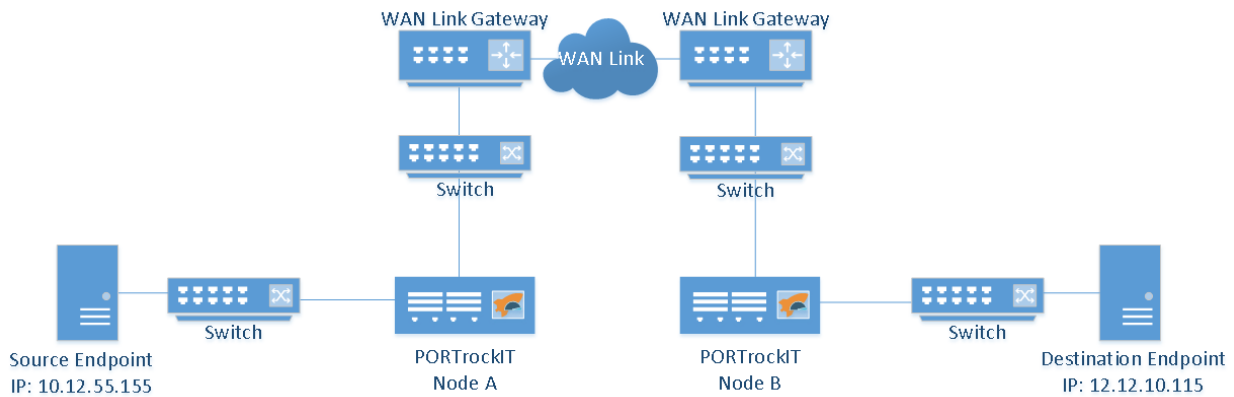 WAN Link Gateway
WAN Link Gateway
WAN Link
Switch
Switch
Switch
Switch
Source Endpoint
IP: 10.12.55.155
PORTrockIT
Node A
PORTrockIT
Node B
Destination Endpoint
IP: 12.12.10.115